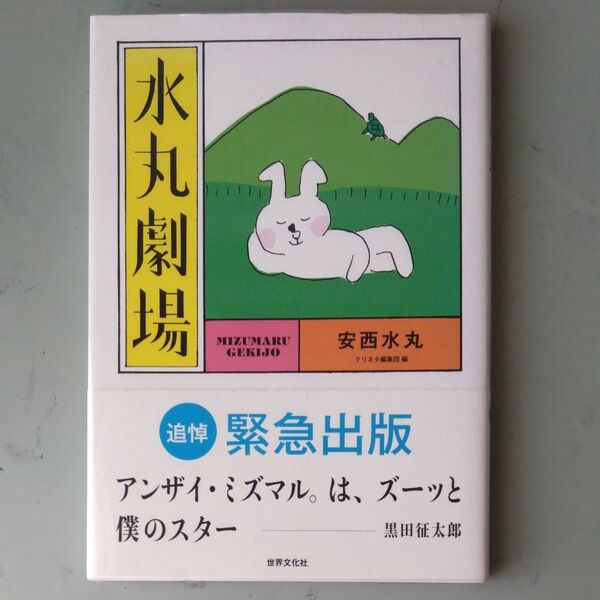 水丸劇場
MIZUMARU
GEKIJO
安西水丸
クリネタ編集団 編
追悼
緊急出版
アンザイ・ミズマル。は、ズーッと
僕のスター
黒田征太郎
世界文化社